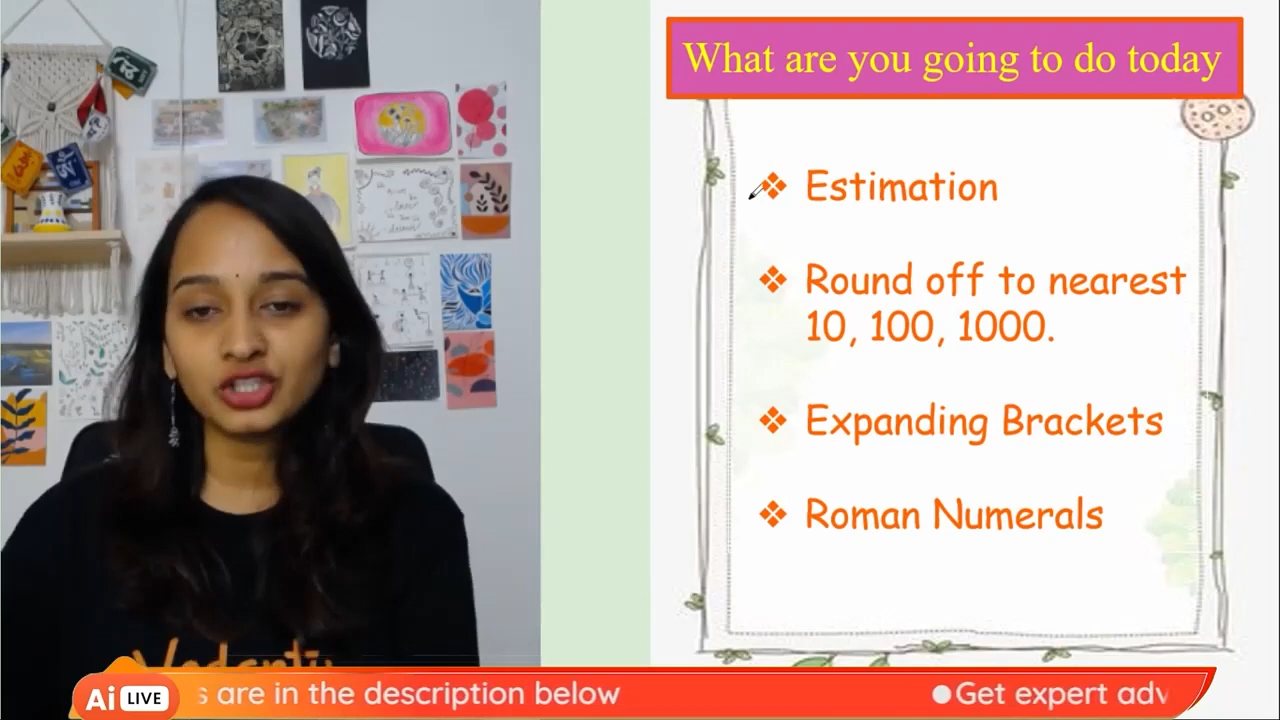 What are you going to do today
❖ Estimation
❖ Round off to nearest
10, 100, 1000.
❖ Expanding Brackets
❖ Roman Numerals
Vedantu
Ai LIVE
s are in the description below
●Get expert adv